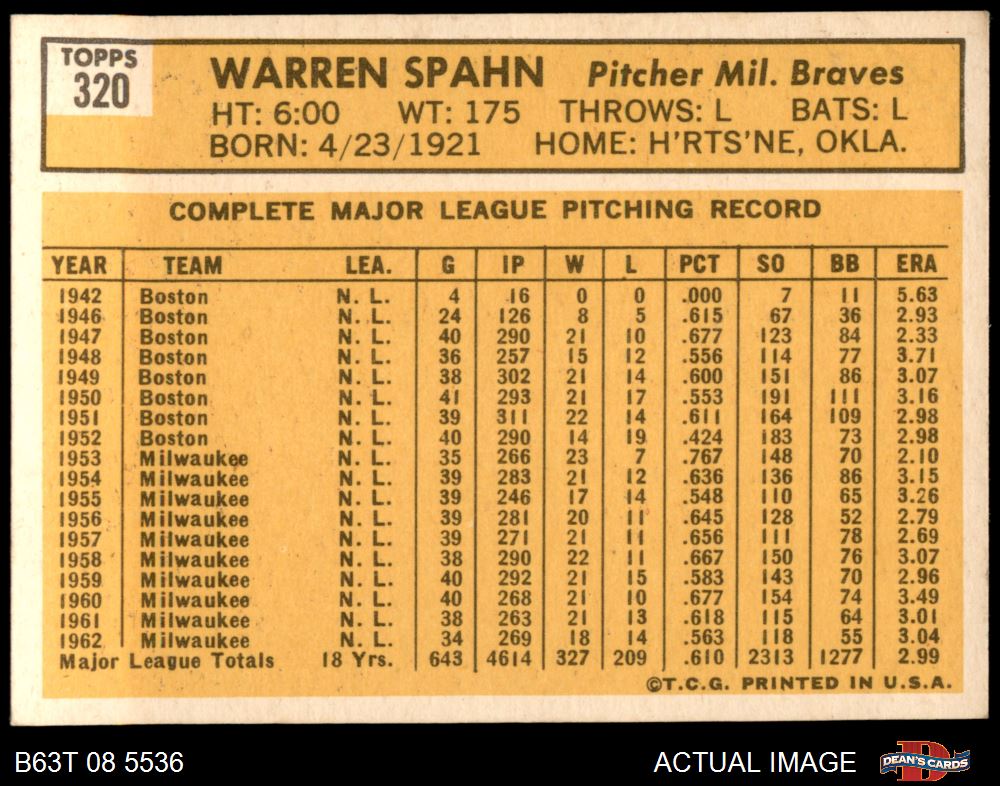 TOPPS
320
WARREN SPAHN Pitcher Mil. Braves
HT: 6:00 WT: 175 THROWS: L BATS: L
BORN: 4/23/1921 HOME: H'RTS'NE, OKLA.
COMPLETE MAJOR LEAGUE PITCHING RECORD
YEAR TEAM LEA. G IP W L PCT SO BB ERA
1942 Boston N. L. 4 16 0 0 .000 7 11 5.63
1946 Boston N. L. 24 126 8 5 .615 67 36 2.93
1947 Boston N. L. 40 290 21 10 .677 123 84 2.33
1948 Boston N. L. 36 257 15 12 .556 114 77 3.71
1949 Boston N. L. 38 302 21 14 .600 151 86 3.07
1950 Boston N. L. 41 293 21 17 .553 191 111 3.16
1951 Boston N. L. 39 311 22 14 .611 164 109 2.98
1952 Boston N. L. 40 290 14 19 .424 183 73 2.98
1953 Milwaukee N. L. 35 266 23 7 .767 148 70 2.10
1954 Milwaukee N. L. 39 283 21 12 .636 136 86 3.15
1955 Milwaukee N. L. 39 246 17 14 .548 110 65 3.26
1956 Milwaukee N. L. 39 281 20 11 .645 128 52 2.79
1957 Milwaukee N. L. 39 271 21 11 .656 111 78 2.69
1958 Milwaukee N. L. 38 290 22 11 .667 150 76 3.07
1959 Milwaukee N. L. 40 292 21 15 .583 143 70 2.96
1960 Milwaukee N. L. 40 268 21 10 .677 154 74 3.49
1961 Milwaukee N. L. 38 263 21 13 .618 115 64 3.01
1962 Milwaukee N. L. 34 269 18 14 .563 118 55 3.04
Major League Totals 18 Yrs. 643 4614 327 209 .610 2313 1277 2.99
©T.C.G. PRINTED IN U.S.A.
B63T 08 5536 ACTUAL IMAGE DEAN'S CARDS